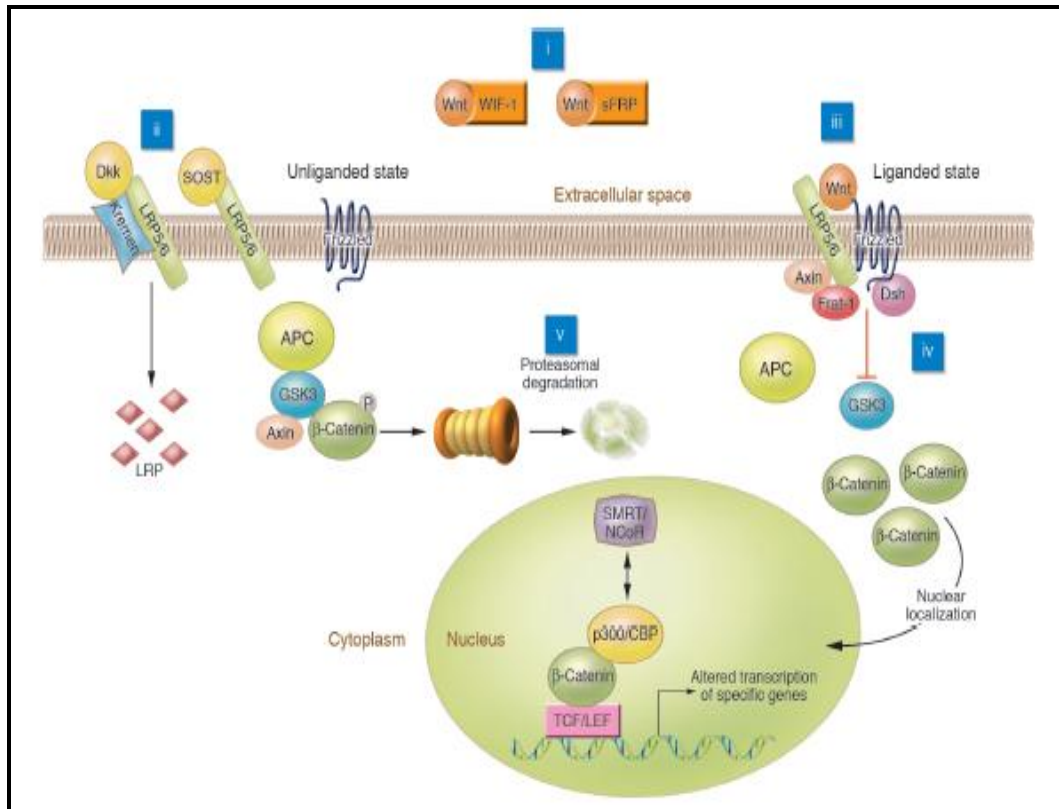 i
Wnt WIF-1
Wnt sFRP
ii
iii
Dkk
SOST
Unliganded state
Wnt
Liganded state
Extracellular space
Kremen
LRP5/6
LRP5/6
Frizzled
LRP5/6
Frizzled
Axin
Frat-1
Dsh
APC
v
iv
Proteasomal
degradation
APC
GSK3
P
GSK3
Axin
β-Catenin
LRP
β-Catenin
β-Catenin
β-Catenin
SMRT/
NCoR
Nuclear
localization
Cytoplasm
Nucleus
p300/CBP
β-Catenin
Altered transcription
of specific genes
TCF/LEF